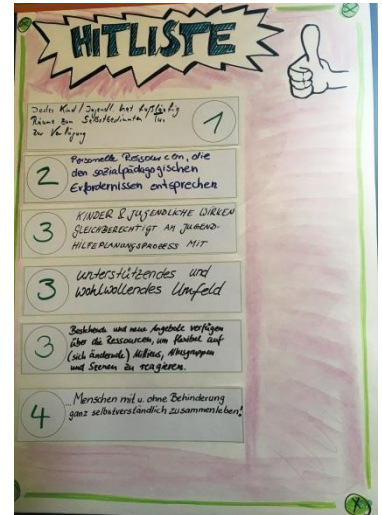 HITLISTE
Jedes Kind / Jugendl. hat fußläufig
Räume zum Selbstbestimmten Tun
zur Verfügung
1
2
Personelle Ressourcen, die
den sozialpädagogischen
Erfordernissen entsprechen
3
KINDER & JUGENDLICHE WIRKEN
GLEICHBERECHTIGT AM JUGEND-
HILFEPLANUNGSPROZESS MIT
3
unterstützendes und
wohlwollendes Umfeld
3
Bestehende und neue Angebote verfügen
über die Ressourcen, um flexibel auf
(sich ändernde) Milieus, Altersgruppen
und Szenen zu reagieren.
4
... Menschen mit u. ohne Behinderung
ganz selbstverständlich zusammenleben!